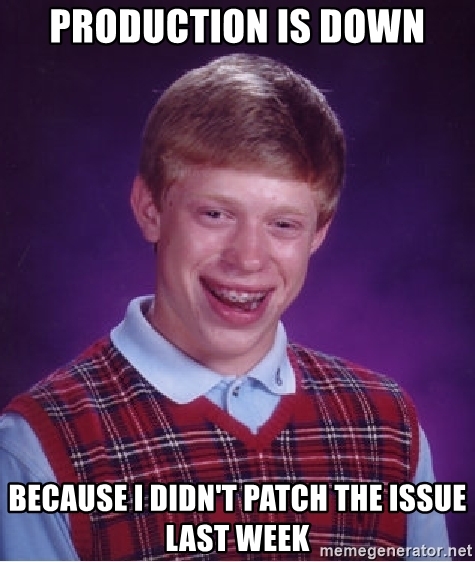 PRODUCTION IS DOWN
BECAUSE I DIDN'T PATCH THE ISSUE
LAST WEEK
memegenerator.net